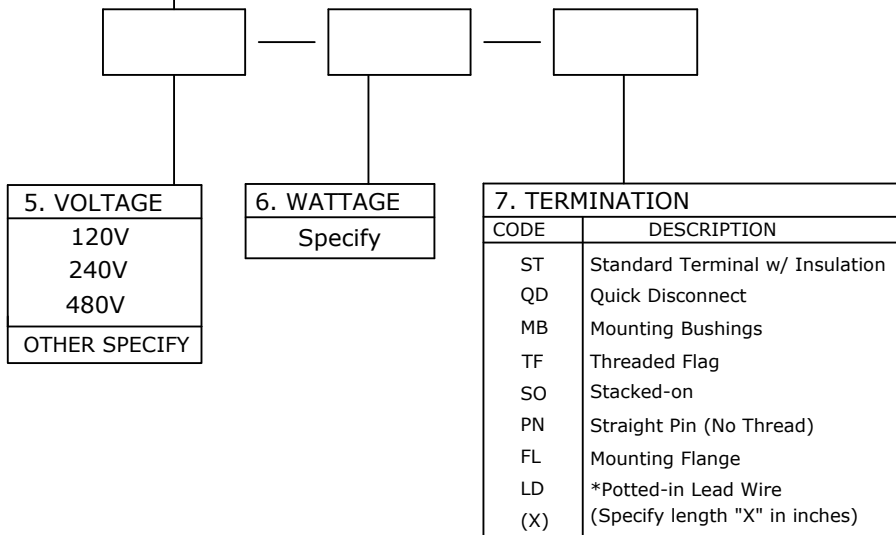 5. VOLTAGE
120V
240V
480V
OTHER SPECIFY
6. WATTAGE
Specify
7. TERMINATION
CODE DESCRIPTION
ST Standard Terminal w/ Insulation
QD Quick Disconnect
MB Mounting Bushings
TF Threaded Flag
SO Stacked-on
PN Straight Pin (No Thread)
FL Mounting Flange
LD *Potted-in Lead Wire
(X) (Specify length "X" in inches)